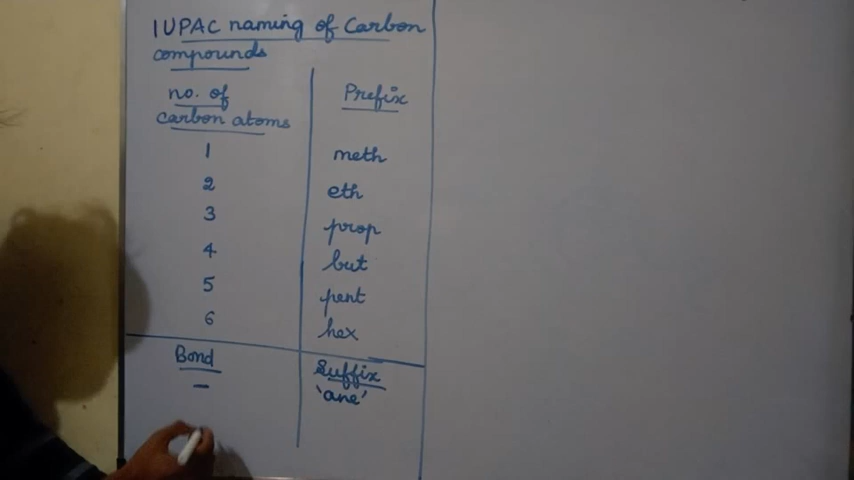 IUPAC naming of Carbon
compounds
no. of
carbon atoms
Prefix
1 meth
2 eth
3 prop
4 but
5 pent
6 hex
Bond Suffix
– 'ane'